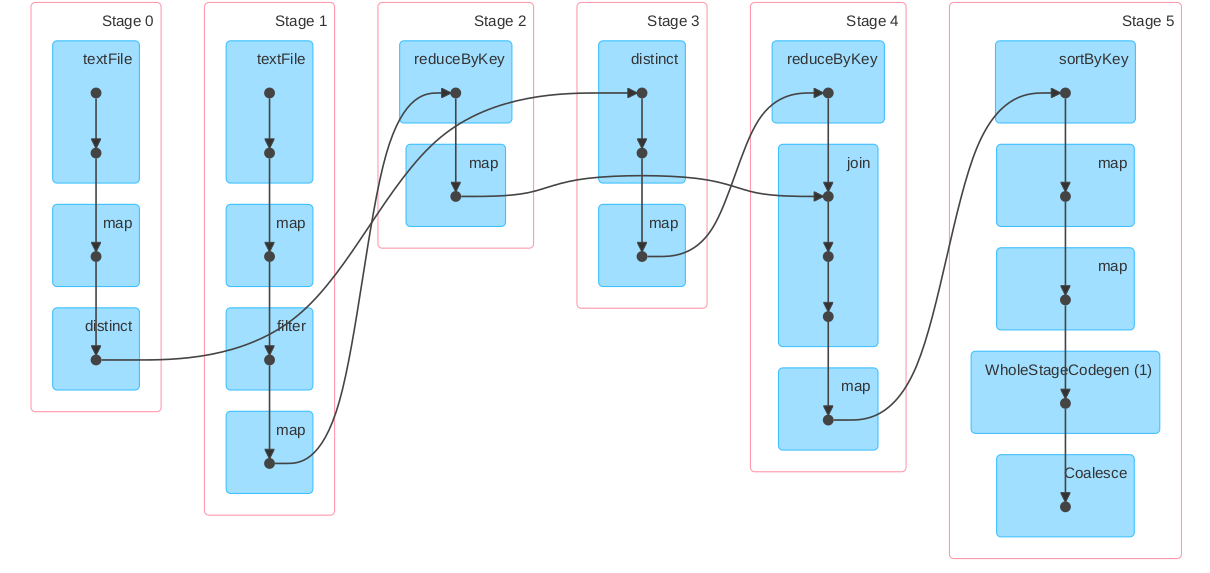 Stage 0
textFile
map
distinct
Stage 1
textFile
map
filter
map
Stage 2
reduceByKey
map
Stage 3
distinct
map
Stage 4
reduceByKey
join
map
Stage 5
sortByKey
map
map
WholeStageCodegen (1)
Coalesce